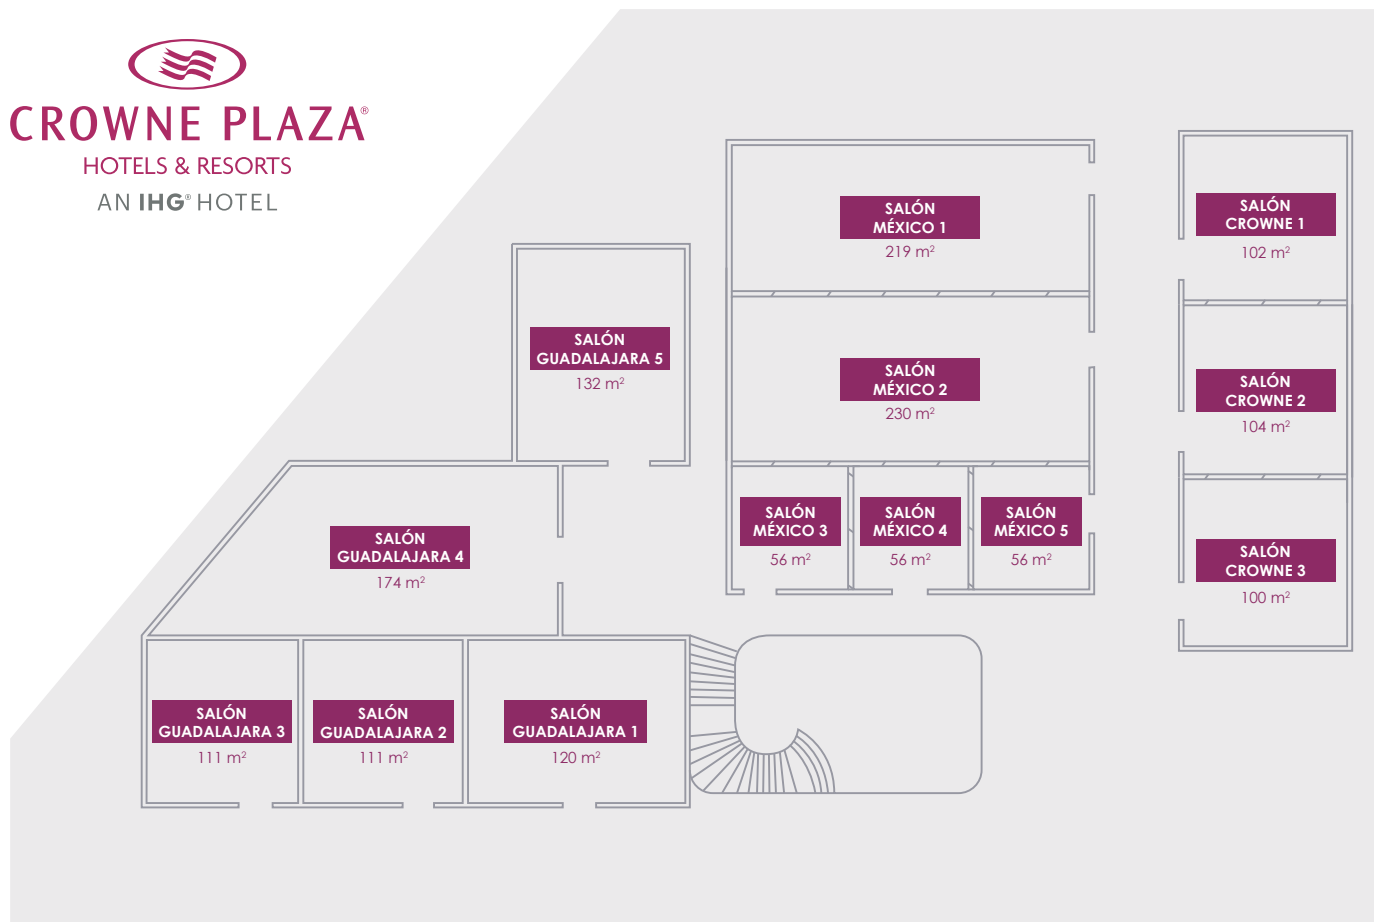 CROWNE PLAZA®
HOTELS & RESORTS
AN IHG® HOTEL
SALÓN
MÉXICO 1
219 m²
SALÓN
CROWNE 1
102 m²
SALÓN
GUADALAJARA 5
132 m²
SALÓN
MÉXICO 2
230 m²
SALÓN
CROWNE 2
104 m²
SALÓN
GUADALAJARA 4
174 m²
SALÓN
MÉXICO 3
56 m²
SALÓN
MÉXICO 4
56 m²
SALÓN
MÉXICO 5
56 m²
SALÓN
CROWNE 3
100 m²
SALÓN
GUADALAJARA 3
111 m²
SALÓN
GUADALAJARA 2
111 m²
SALÓN
GUADALAJARA 1
120 m²